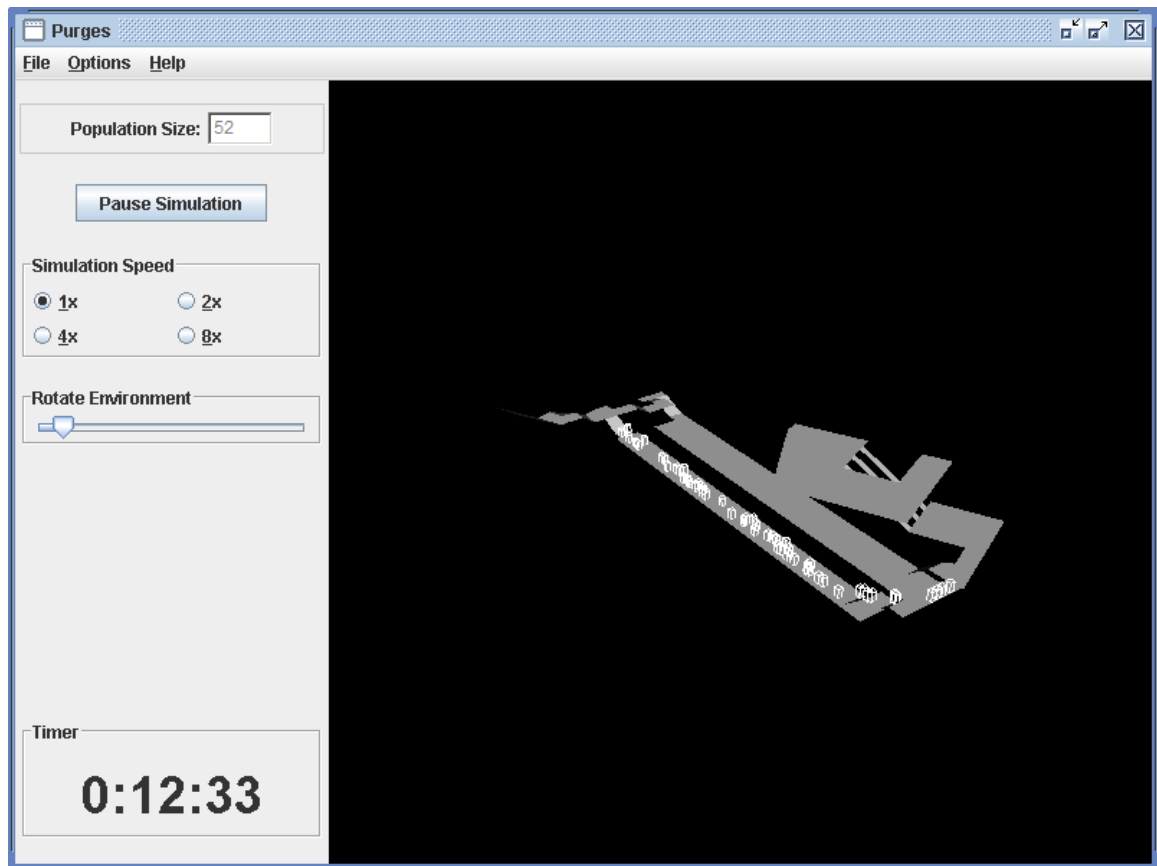 Purges
File Options Help
Population Size: 52
Pause Simulation
Simulation Speed
1x 2x
4x 8x
Rotate Environment
Timer
0:12:33